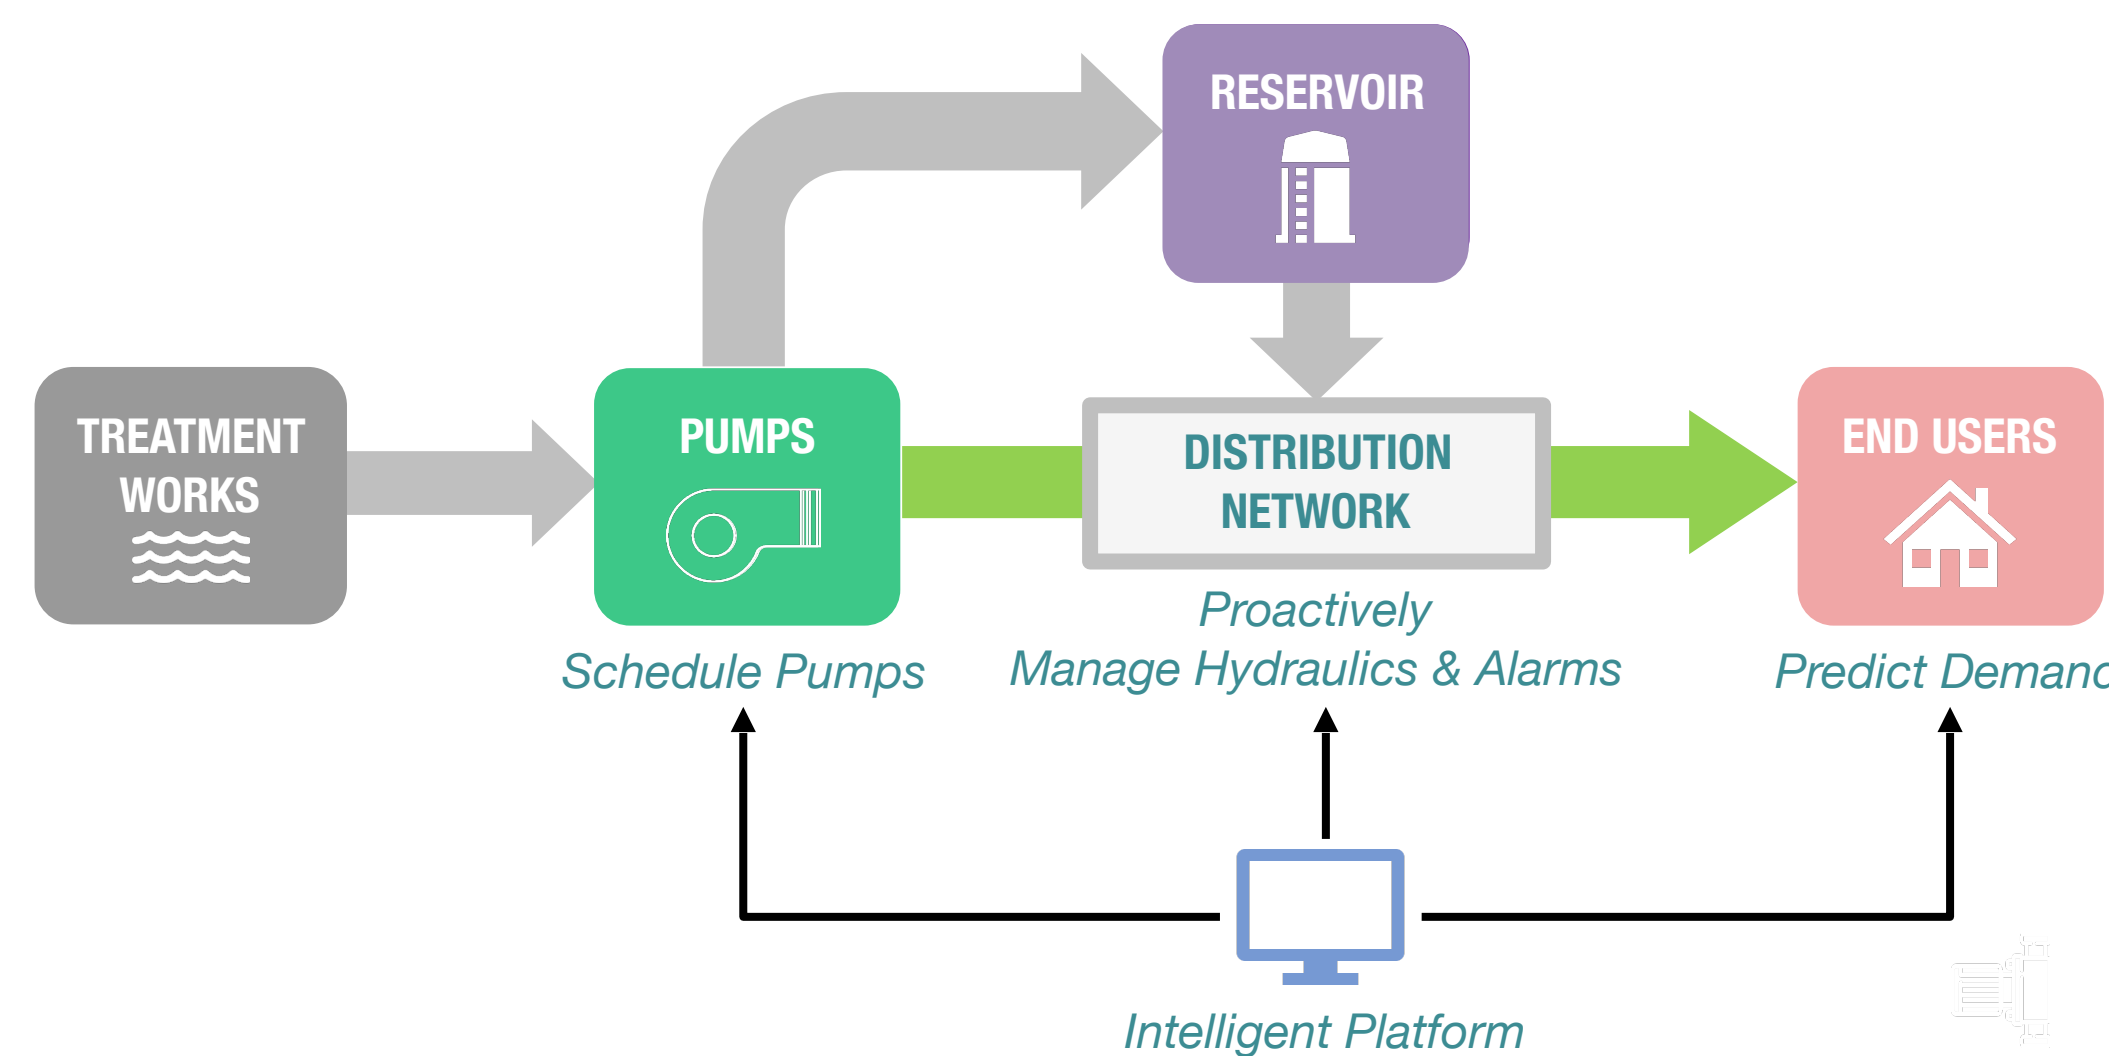 RESERVOIR
TREATMENT
WORKS
PUMPS
DISTRIBUTION
NETWORK
END USERS
Schedule Pumps
Proactively
Manage Hydraulics & Alarms
Predict Demand
Intelligent Platform